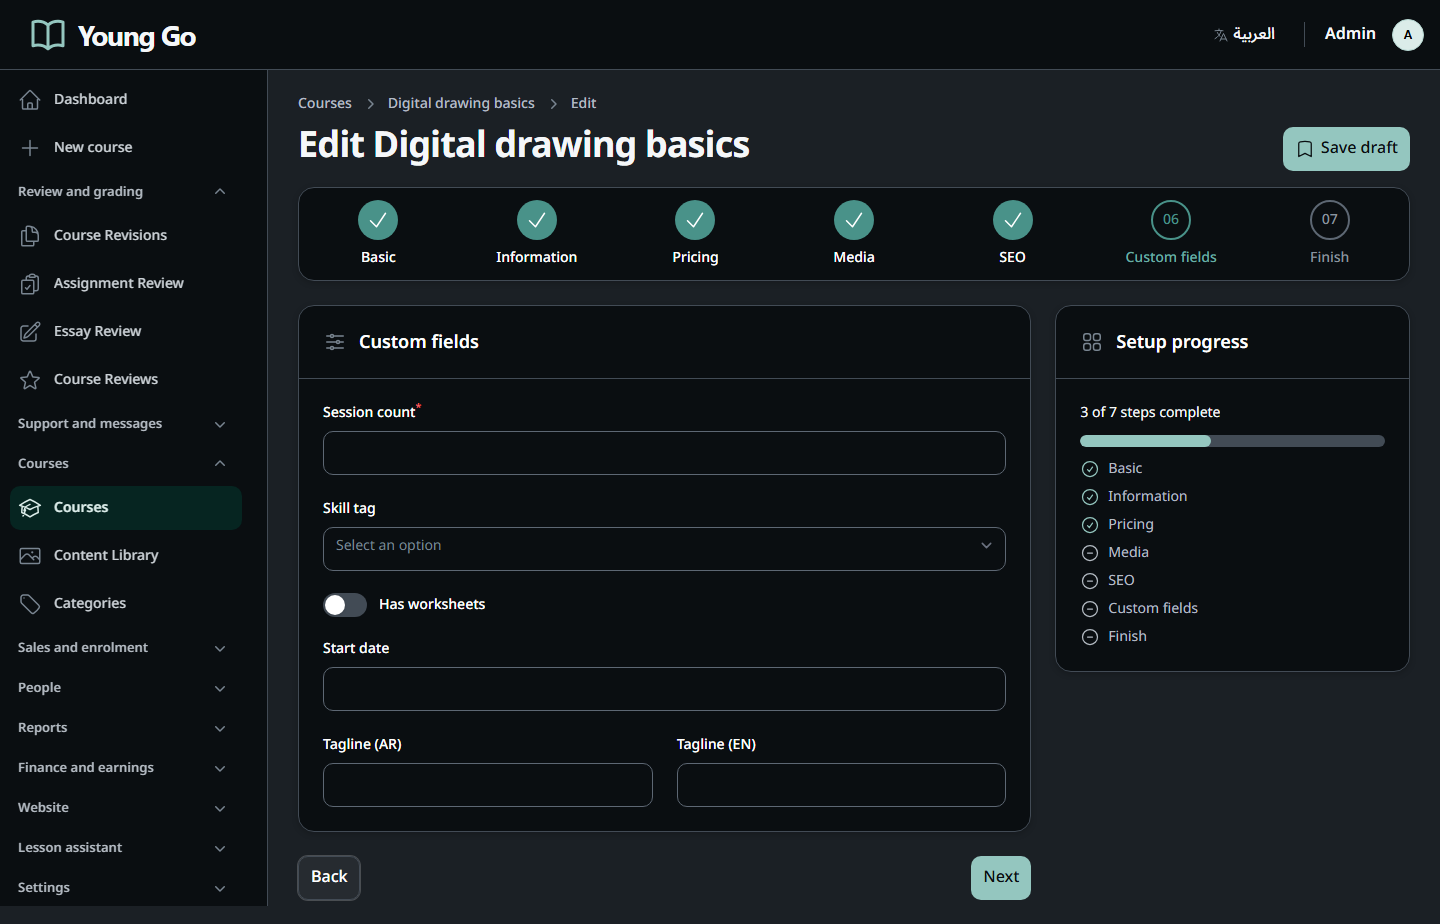 Young Go
العربية
Admin
A
Dashboard
New course
Review and grading
Course Revisions
Assignment Review
Essay Review
Course Reviews
Support and messages
Courses
Courses
Content Library
Categories
Sales and enrolment
People
Reports
Finance and earnings
Website
Lesson assistant
Settings
Courses > Digital drawing basics > Edit
Edit Digital drawing basics
Save draft
Basic
Information
Pricing
Media
SEO
06
Custom fields
07
Finish
Custom fields
Session count*
Skill tag
Select an option
Has worksheets
Start date
Tagline (AR)
Tagline (EN)
Back
Next
Setup progress
3 of 7 steps complete
Basic
Information
Pricing
Media
SEO
Custom fields
Finish